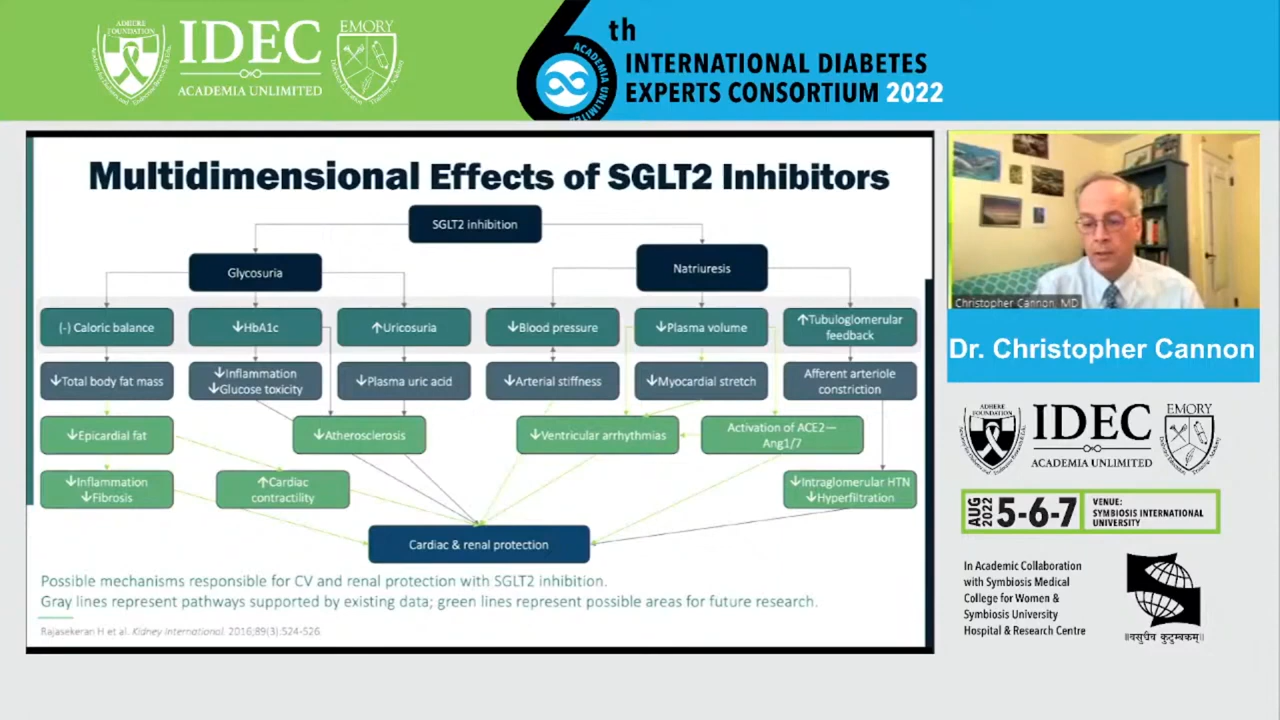 ADHERE
FOUNDATION
IDEC
ACADEMIA UNLIMITED
EMORY
6th
ACADEMIA UNLIMITED
INTERNATIONAL DIABETES
EXPERTS CONSORTIUM 2022
Multidimensional Effects of SGLT2 Inhibitors
SGLT2 inhibition
Glycosuria
Natriuresis
(-) Caloric balance
↓HbA1c
↑Uricosuria
↓Blood pressure
↓Plasma volume
↑Tubuloglomerular
feedback
↓Total body fat mass
↓Inflammation
↓Glucose toxicity
↓Plasma uric acid
↓Arterial stiffness
↓Myocardial stretch
Afferent arteriole
constriction
↓Epicardial fat
↓Atherosclerosis
↓Ventricular arrhythmias
Activation of ACE2—
Ang1/7
↓Inflammation
↓Fibrosis
↑Cardiac
contractility
↓Intraglomerular HTN
↓Hyperfiltration
Cardiac & renal protection
Possible mechanisms responsible for CV and renal protection with SGLT2 inhibition.
Gray lines represent pathways supported by existing data; green lines represent possible areas for future research.
Rajasekeran H et al. Kidney International. 2016;89(3):524-526.
Christopher Cannon, MD
Dr. Christopher Cannon
ADHERE
FOUNDATION
IDEC
ACADEMIA UNLIMITED
EMORY
AUG
2022
5-6-7
VENUE:
SYMBIOSIS INTERNATIONAL
UNIVERSITY
In Academic Collaboration
with Symbiosis Medical
College for Women &
Symbiosis University
Hospital & Research Centre
॥वसुधैव कुटुम्बकम्॥